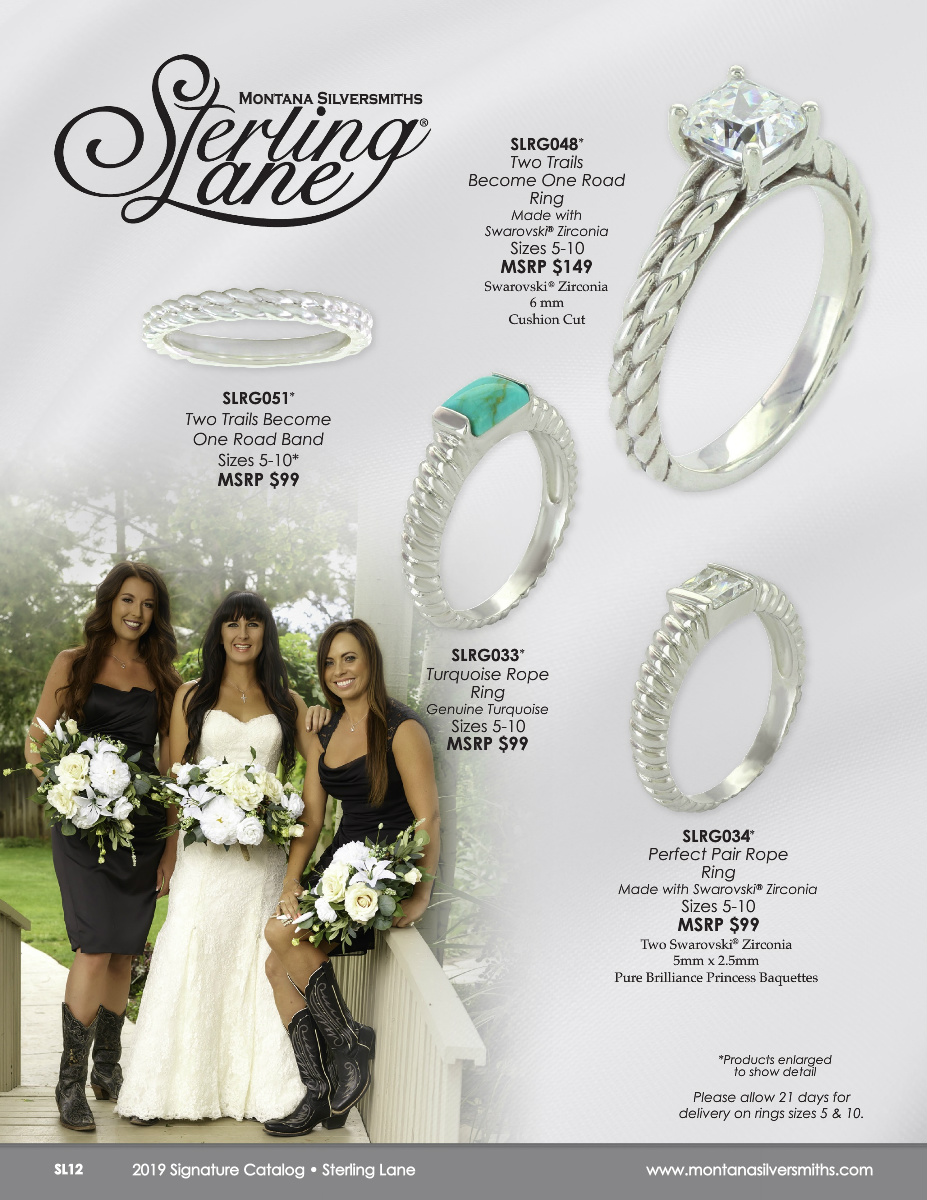 Montana Silversmiths
Sterling®
Lane
SLRG048*
Two Trails
Become One Road
Ring
Made with
Swarovski® Zirconia
Sizes 5-10
MSRP $149
Swarovski® Zirconia
6 mm
Cushion Cut
SLRG051*
Two Trails Become
One Road Band
Sizes 5-10*
MSRP $99
SLRG033*
Turquoise Rope
Ring
Genuine Turquoise
Sizes 5-10
MSRP $99
SLRG034*
Perfect Pair Rope
Ring
Made with Swarovski® Zirconia
Sizes 5-10
MSRP $99
Two Swarovski® Zirconia
5mm x 2.5mm
Pure Brilliance Princess Baquettes
*Products enlarged
to show detail
Please allow 21 days for
delivery on rings sizes 5 & 10.
SL12 2019 Signature Catalog • Sterling Lane www.montanasilversmiths.com